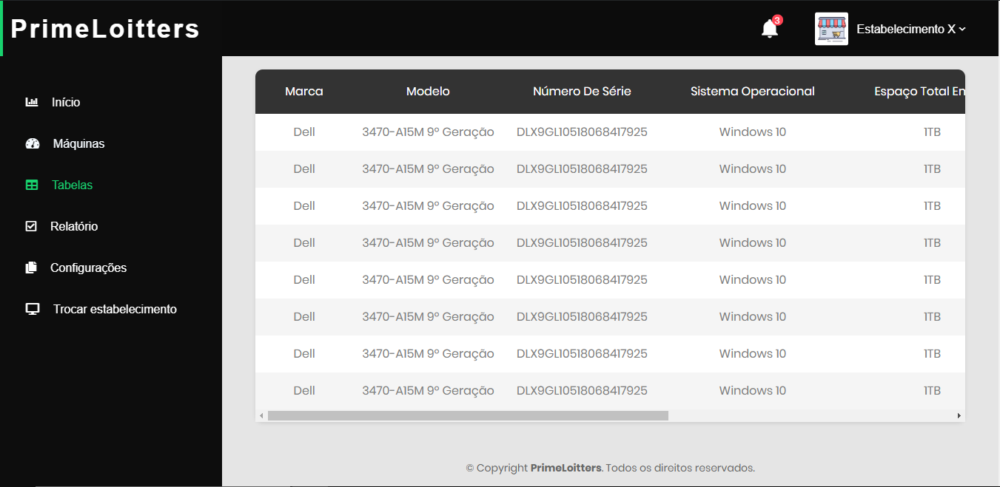 PrimeLoitters
3
Estabelecimento X
Início
Máquinas
Tabelas
Relatório
Configurações
Trocar estabelecimento
Marca Modelo Número De Série Sistema Operacional Espaço Total En
Dell 3470-A15M 9º Geração DLX9GL10518068417925 Windows 10 1TB
Dell 3470-A15M 9º Geração DLX9GL10518068417925 Windows 10 1TB
Dell 3470-A15M 9º Geração DLX9GL10518068417925 Windows 10 1TB
Dell 3470-A15M 9º Geração DLX9GL10518068417925 Windows 10 1TB
Dell 3470-A15M 9º Geração DLX9GL10518068417925 Windows 10 1TB
Dell 3470-A15M 9º Geração DLX9GL10518068417925 Windows 10 1TB
Dell 3470-A15M 9º Geração DLX9GL10518068417925 Windows 10 1TB
Dell 3470-A15M 9º Geração DLX9GL10518068417925 Windows 10 1TB
© Copyright PrimeLoitters. Todos os direitos reservados.